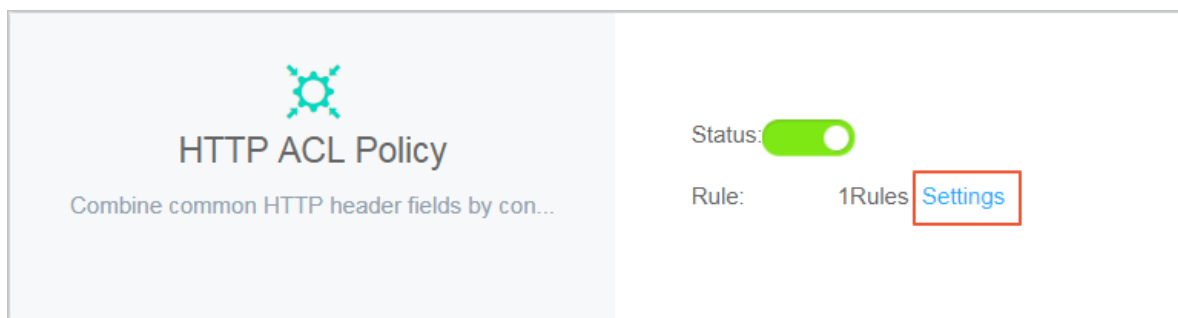 HTTP ACL Policy
Combine common HTTP header fields by con...
Status:
Rule: 1Rules Settings